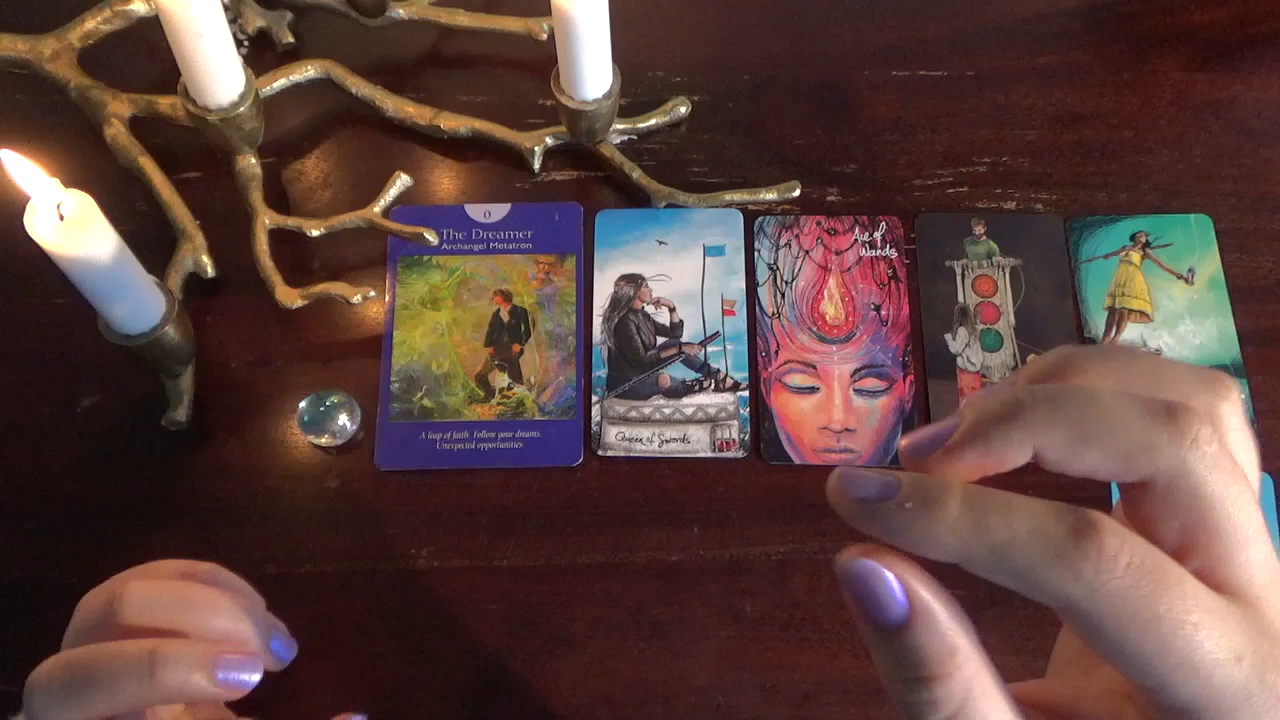 0
The Dreamer
Archangel Metatron
A leap of faith. Follow your dreams.
Unexpected opportunities.
Queen of Swords
Ace of
Wands